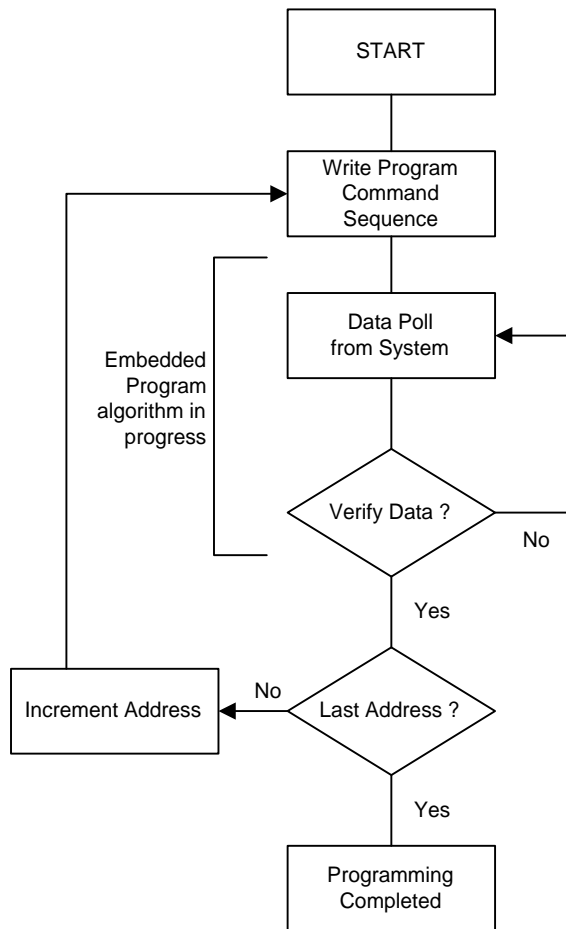 START
Write Program
Command
Sequence
Data Poll
from System
Embedded
Program
algorithm in
progress
Verify Data ?
No
Yes
Increment Address
No
Last Address ?
Yes
Programming
Completed